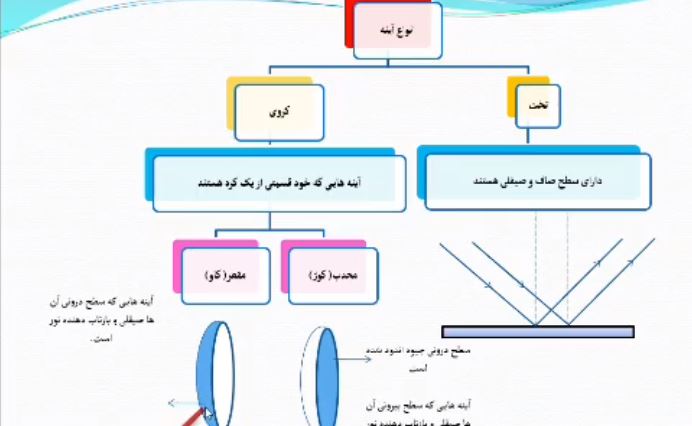 نوع آینه
تخت
کروی
دارای سطح صاف و صیقلی هستند
آینه هایی که خود قسمتی از یک کره هستند
محدب( کوژ)
مقعر( کاو)
آینه هایی که سطح درونی آن
ها صیقلی و بازتاب دهنده نور
است.
سطح درونی جیوه اندود شده
است
آینه هایی که سطح بیرونی آن
ها صیقلی و بازتاب دهنده نور